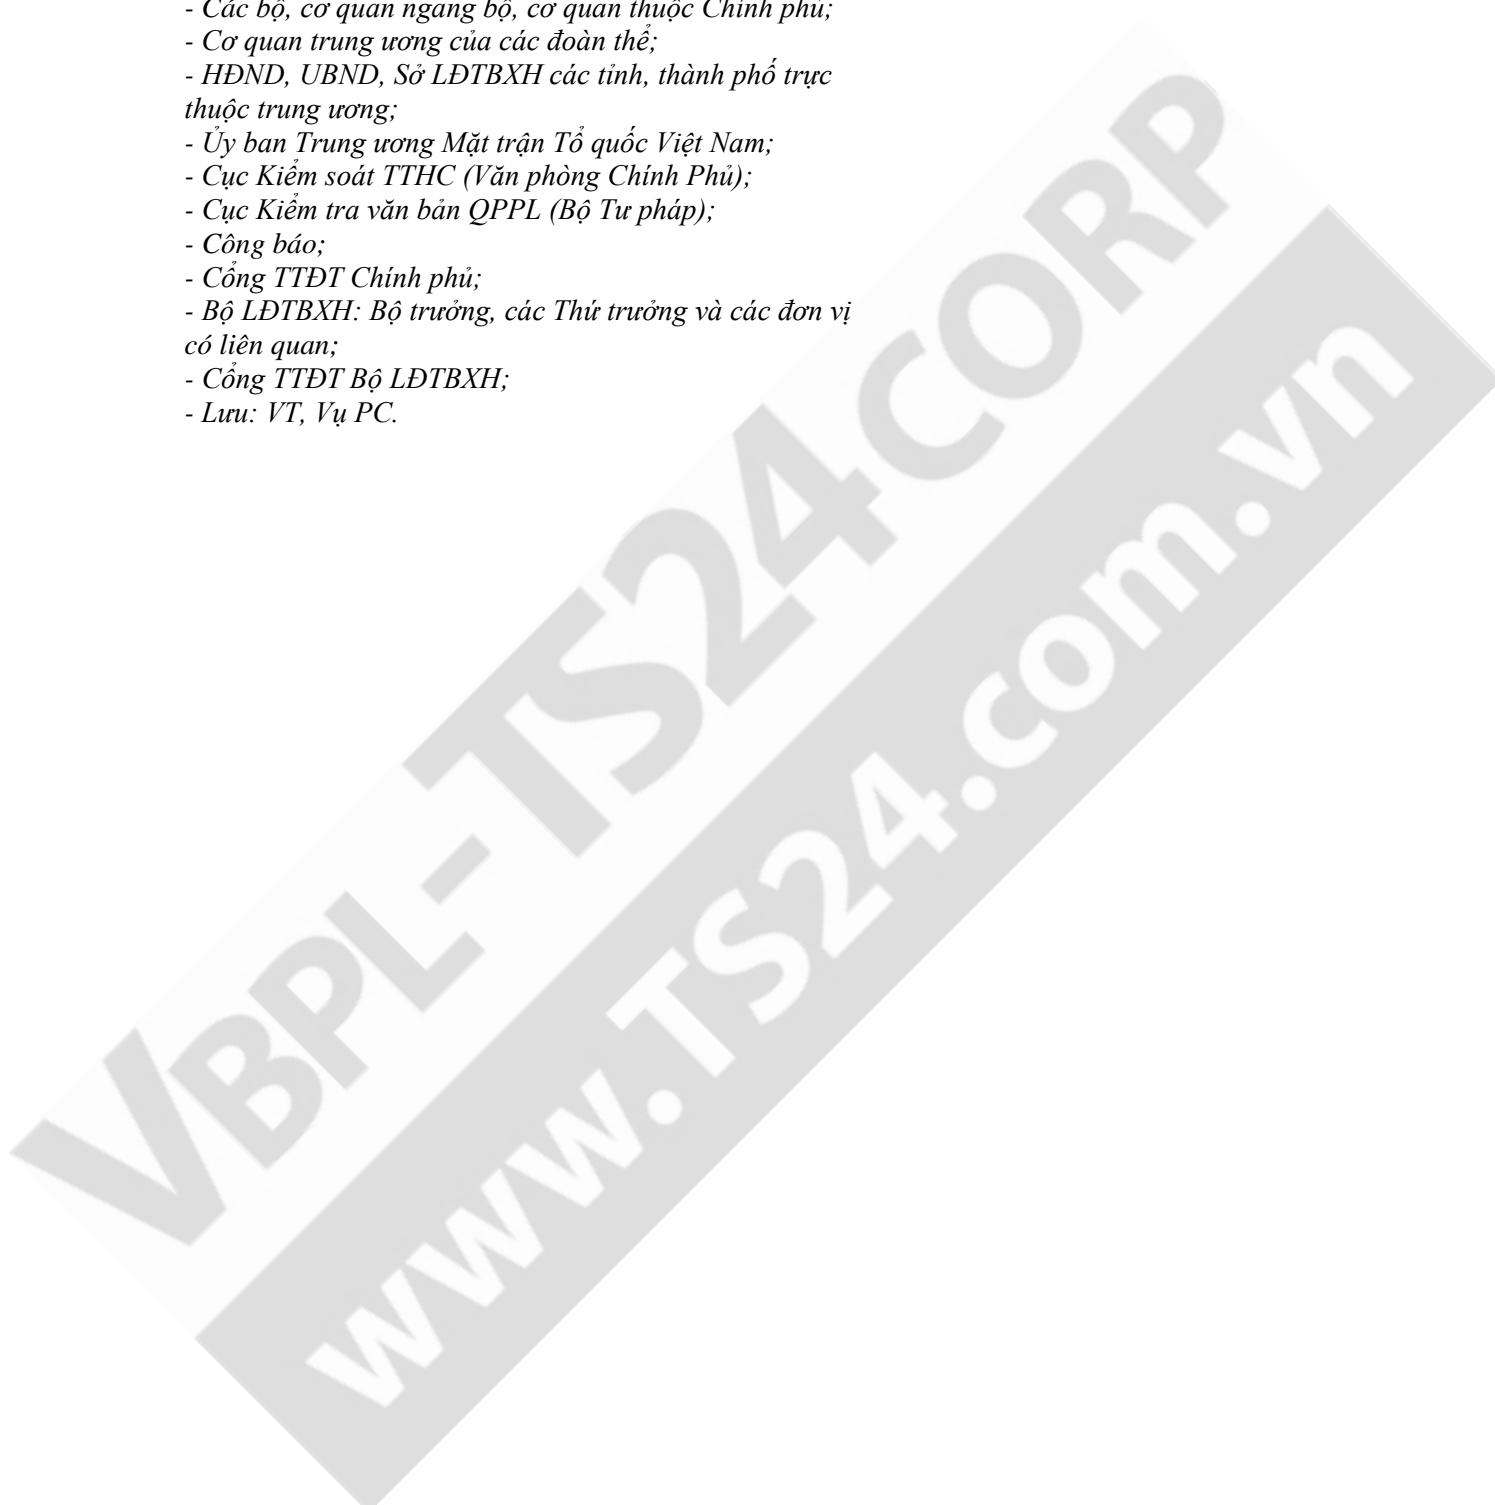 - Các bộ, cơ quan ngang bộ, cơ quan thuộc Chính phủ;
- Cơ quan trung ương của các đoàn thể;
- HĐND, UBND, Sở LĐTBXH các tỉnh, thành phố trực
thuộc trung ương;
- Ủy ban Trung ương Mặt trận Tổ quốc Việt Nam;
- Cục Kiểm soát TTHC (Văn phòng Chính Phủ);
- Cục Kiểm tra văn bản QPPL (Bộ Tư pháp);
- Công báo;
- Cổng TTĐT Chính phủ;
- Bộ LĐTBXH: Bộ trưởng, các Thứ trưởng và các đơn vị
có liên quan;
- Cổng TTĐT Bộ LĐTBXH;
- Lưu: VT, Vụ PC.
VBPL-TS24CORP
www.TS24.com.vn